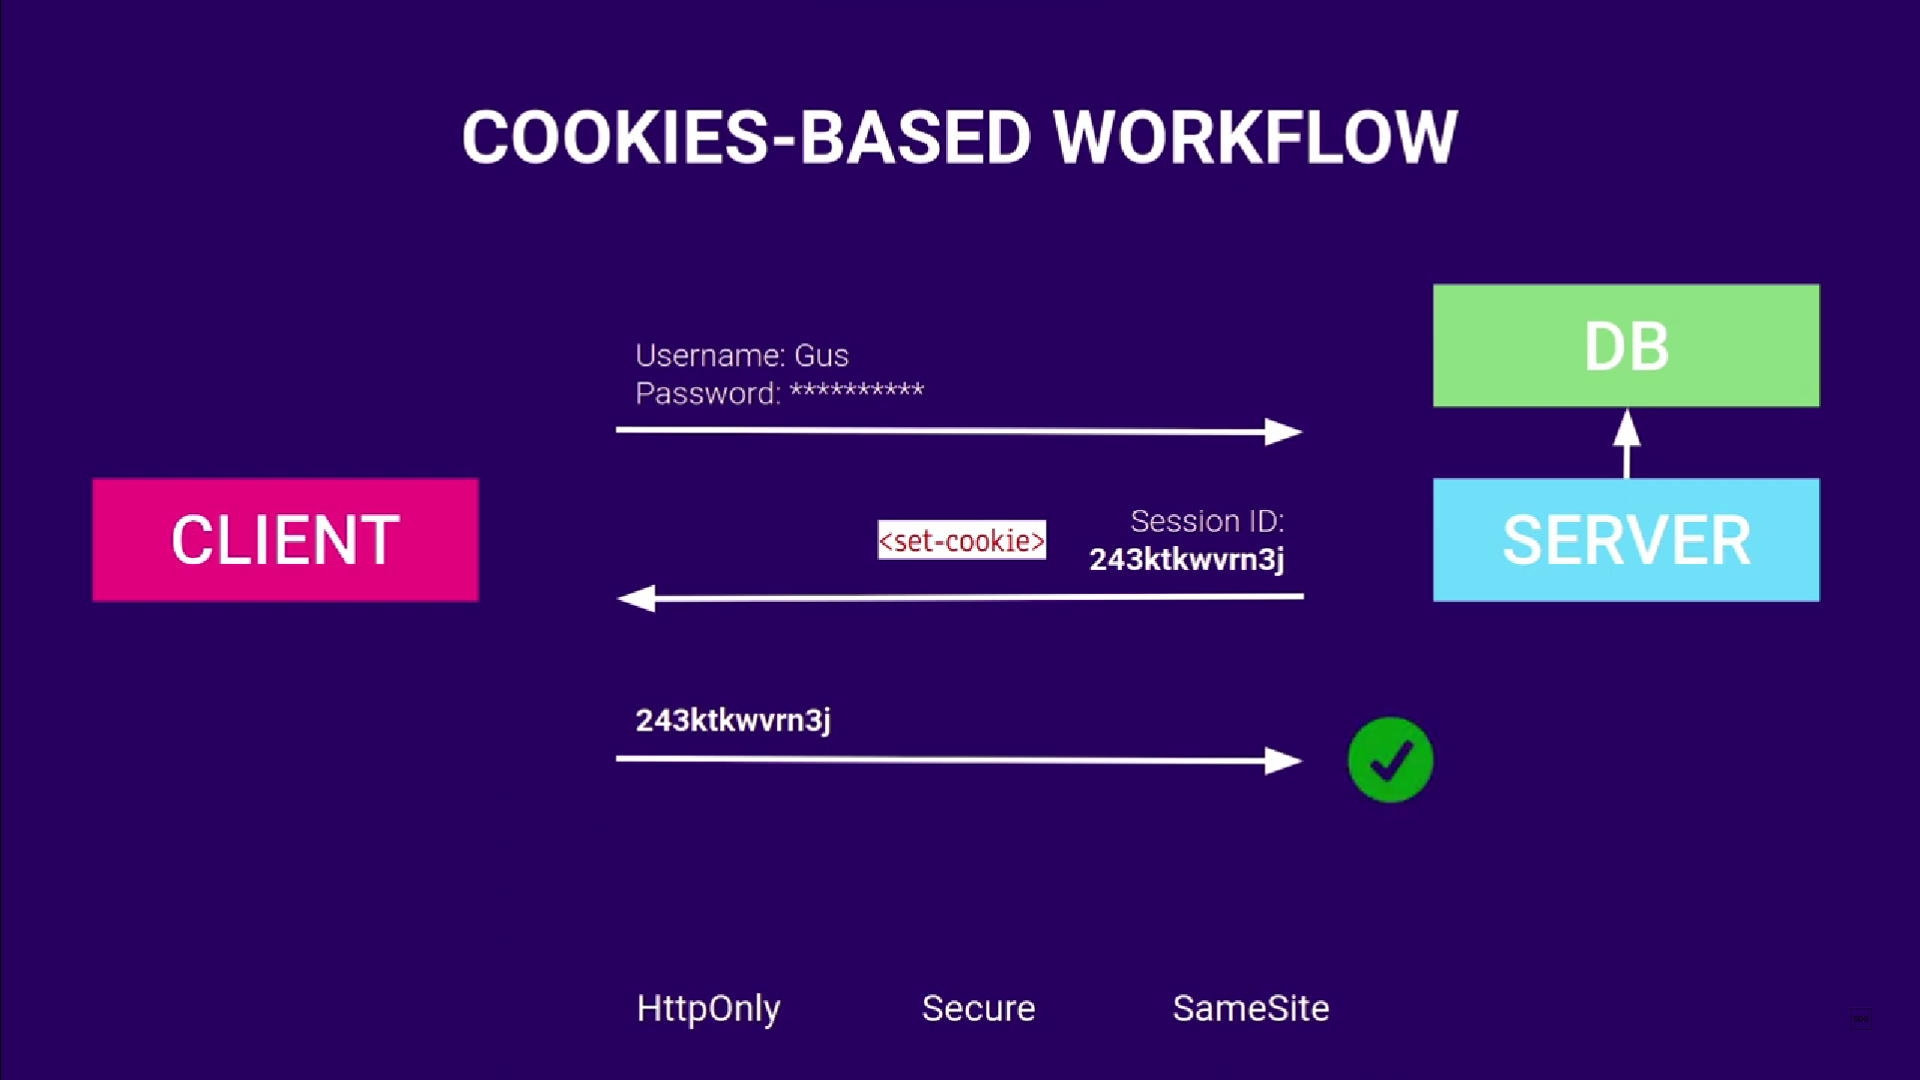 COOKIES-BASED WORKFLOW
DB
Username: Gus
Password: **********
CLIENT
<set-cookie>
Session ID:
243ktkwvrn3j
SERVER
243ktkwvrn3j
HttpOnly
Secure
SameSite